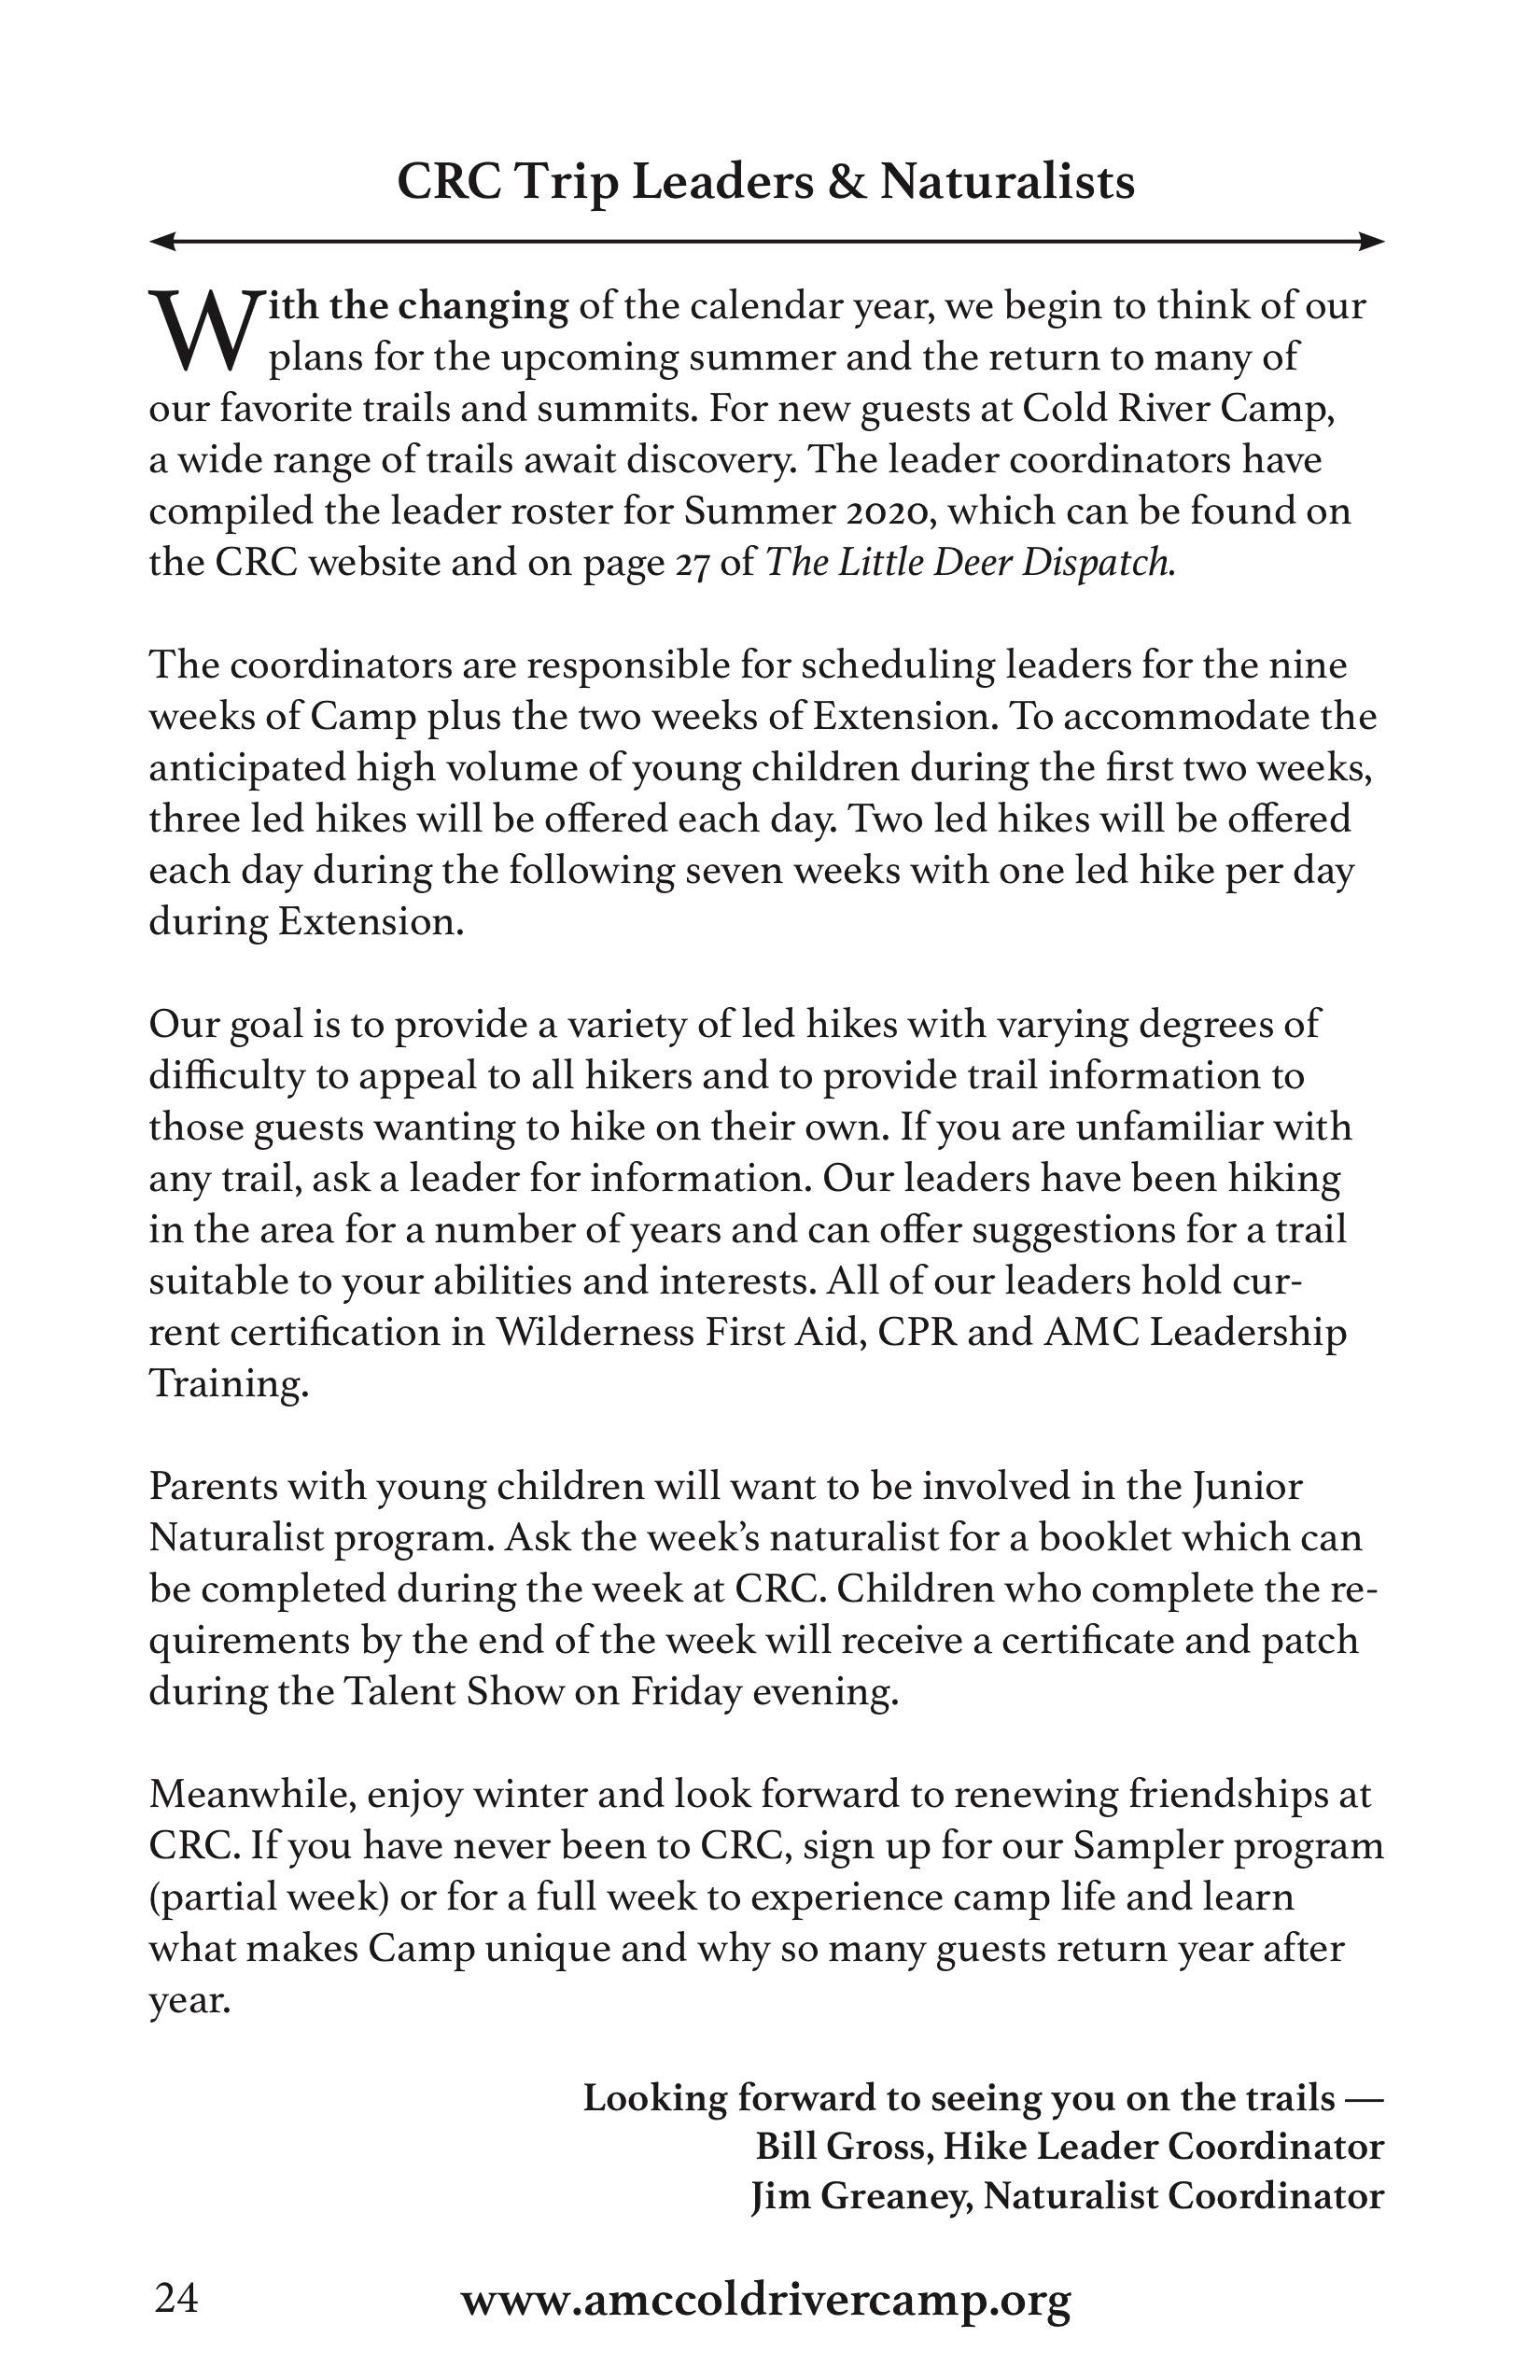 CRC Trip Leaders & Naturalists
With the changing of the calendar year, we begin to think of our
plans for the upcoming summer and the return to many of
our favorite trails and summits. For new guests at Cold River Camp,
a wide range of trails await discovery. The leader coordinators have
compiled the leader roster for Summer 2020, which can be found on
the CRC website and on page 27 of The Little Deer Dispatch.
The coordinators are responsible for scheduling leaders for the nine
weeks of Camp plus the two weeks of Extension. To accommodate the
anticipated high volume of young children during the first two weeks,
three led hikes will be offered each day. Two led hikes will be offered
each day during the following seven weeks with one led hike per day
during Extension.
Our goal is to provide a variety of led hikes with varying degrees of
difficulty to appeal to all hikers and to provide trail information to
those guests wanting to hike on their own. If you are unfamiliar with
any trail, ask a leader for information. Our leaders have been hiking
in the area for a number of years and can offer suggestions for a trail
suitable to your abilities and interests. All of our leaders hold cur-
rent certification in Wilderness First Aid, CPR and AMC Leadership
Training.
Parents with young children will want to be involved in the Junior
Naturalist program. Ask the week’s naturalist for a booklet which can
be completed during the week at CRC. Children who complete the re-
quirements by the end of the week will receive a certificate and patch
during the Talent Show on Friday evening.
Meanwhile, enjoy winter and look forward to renewing friendships at
CRC. If you have never been to CRC, sign up for our Sampler program
(partial week) or for a full week to experience camp life and learn
what makes Camp unique and why so many guests return year after
year.
Looking forward to seeing you on the trails —
Bill Gross, Hike Leader Coordinator
Jim Greaney, Naturalist Coordinator
24 www.amccoldrivercamp.org